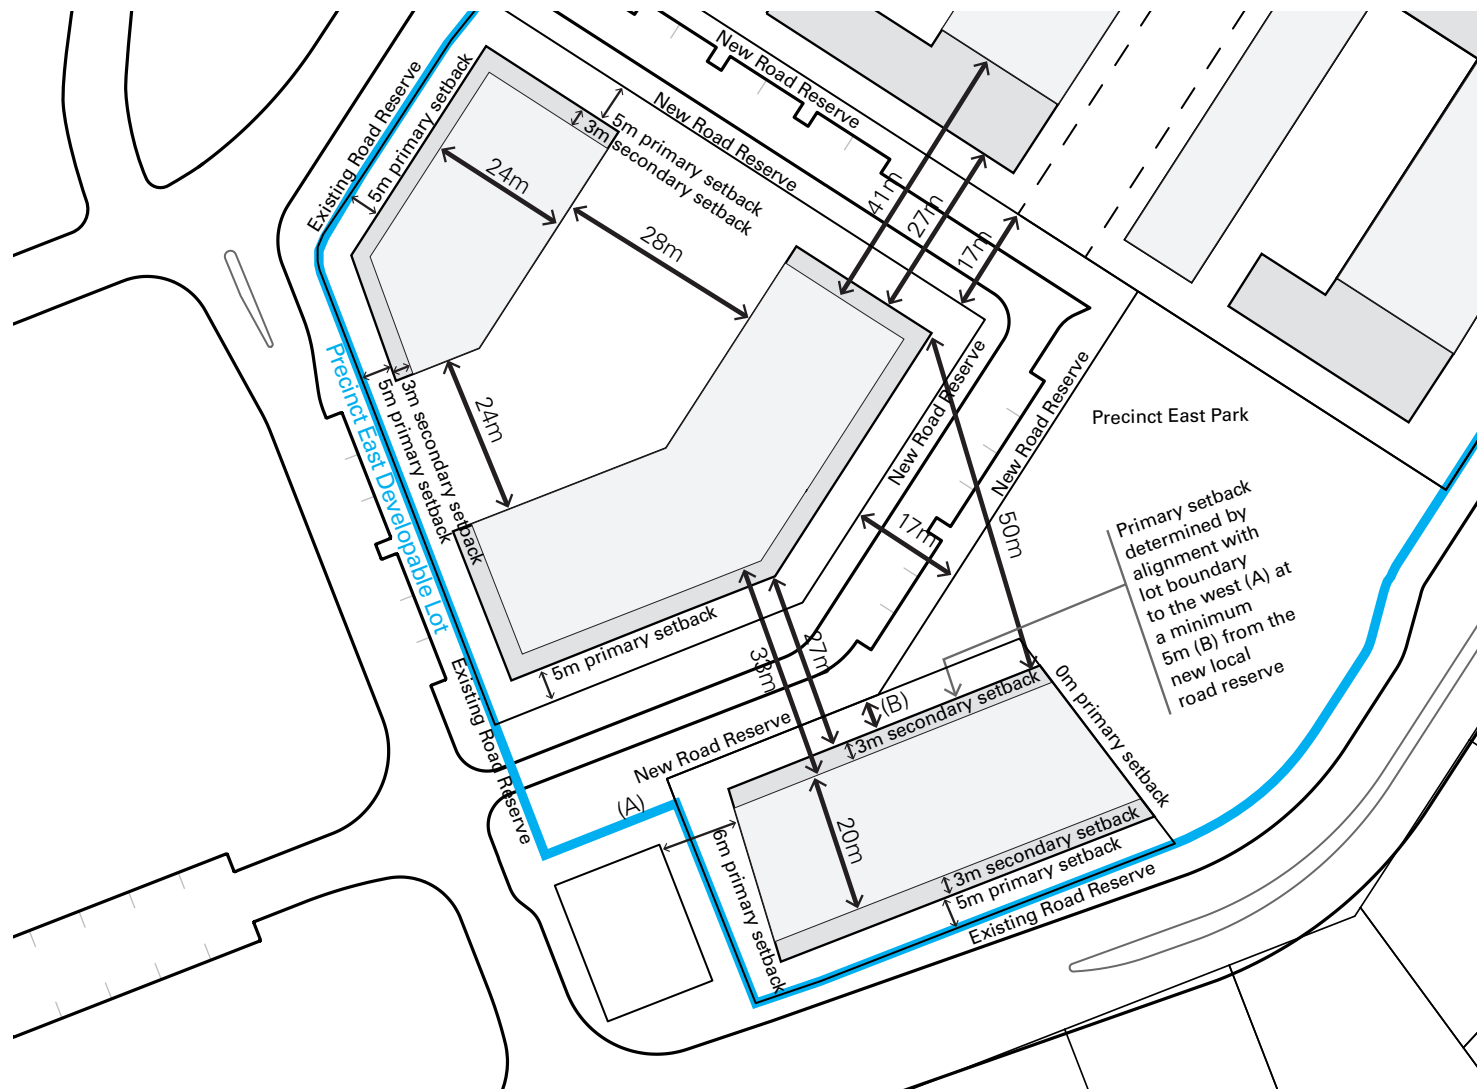 New Road Reserve
Existing Road Reserve
5m primary setback
New Road Reserve
5m primary setback
3m secondary setback
24m
28m
41m
27m
17m
Precinct East Developable Lot
5m primary setback
3m secondary setback
24m
New Road Reserve
New Road Reserve
Precinct East Park
17m
50m
Primary setback
determined by
alignment with
lot boundary
to the west (A) at
a minimum
5m (B) from the
new local
road reserve
5m primary setback
33m
27m
Existing Road Reserve
New Road Reserve
(A)
(B)
3m secondary setback
0m primary setback
20m
6m primary setback
3m secondary setback
5m primary setback
Existing Road Reserve